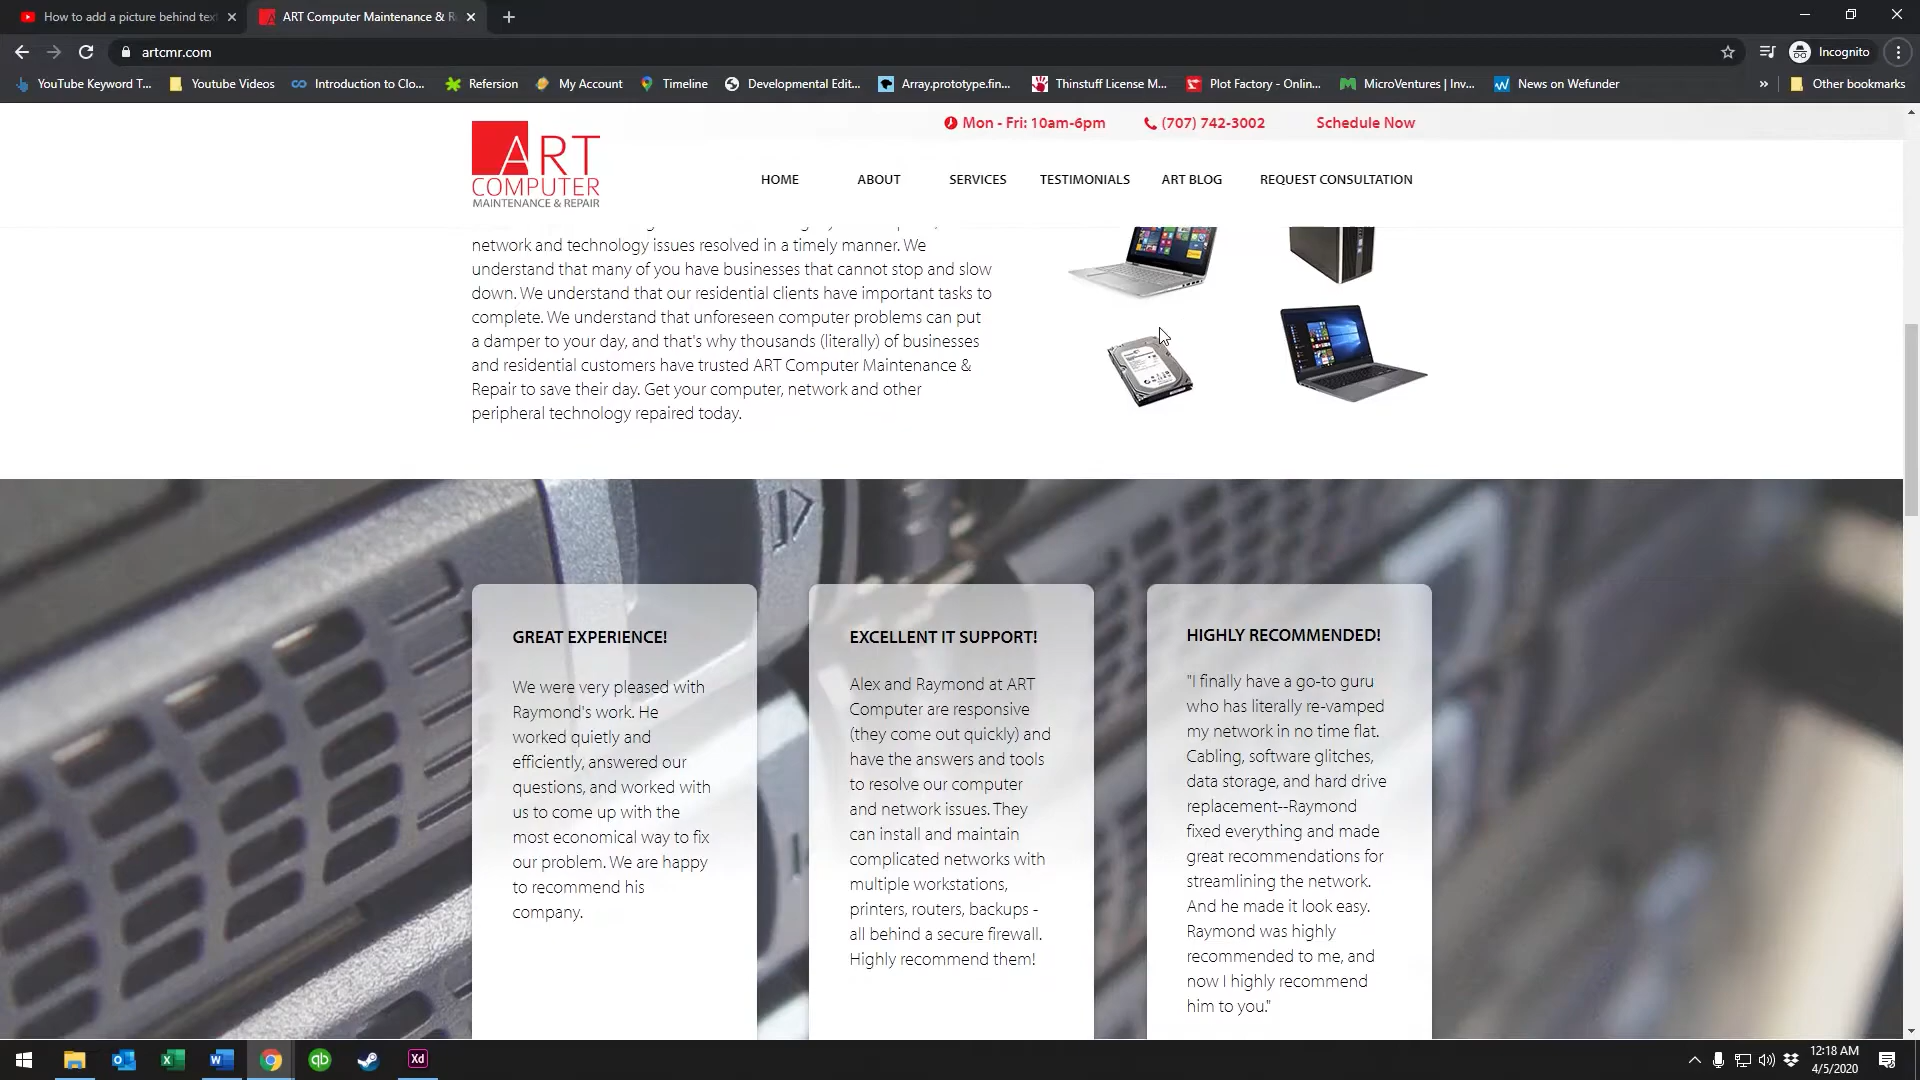 How to add a picture behind tex
ART Computer Maintenance & R
artcmr.com
Incognito
YouTube Keyword T...
Youtube Videos
Introduction to Clo...
Refersion
My Account
Timeline
Developmental Edit...
Array.prototype.fin...
Thinstuff License M...
Plot Factory - Onlin...
MicroVentures | Inv...
News on Wefunder
»
Other bookmarks
Mon - Fri: 10am-6pm
(707) 742-3002
Schedule Now
ART
COMPUTER
MAINTENANCE & REPAIR
HOME
ABOUT
SERVICES
TESTIMONIALS
ART BLOG
REQUEST CONSULTATION
network and technology issues resolved in a timely manner. We
understand that many of you have businesses that cannot stop and slow
down. We understand that our residential clients have important tasks to
complete. We understand that unforeseen computer problems can put
a damper to your day, and that's why thousands (literally) of businesses
and residential customers have trusted ART Computer Maintenance &
Repair to save their day. Get your computer, network and other
peripheral technology repaired today.
GREAT EXPERIENCE!
We were very pleased with
Raymond's work. He
worked quietly and
efficiently, answered our
questions, and worked with
us to come up with the
most economical way to fix
our problem. We are happy
to recommend his
company.
EXCELLENT IT SUPPORT!
Alex and Raymond at ART
Computer are responsive
(they come out quickly) and
have the answers and tools
to resolve our computer
and network issues. They
can install and maintain
complicated networks with
multiple workstations,
printers, routers, backups -
all behind a secure firewall.
Highly recommend them!
HIGHLY RECOMMENDED!
"I finally have a go-to guru
who has literally re-vamped
my network in no time flat.
Cabling, software glitches,
data storage, and hard drive
replacement--Raymond
fixed everything and made
great recommendations for
streamlining the network.
And he made it look easy.
Raymond was highly
recommended to me, and
now I highly recommend
him to you."
12:18 AM
4/5/2020